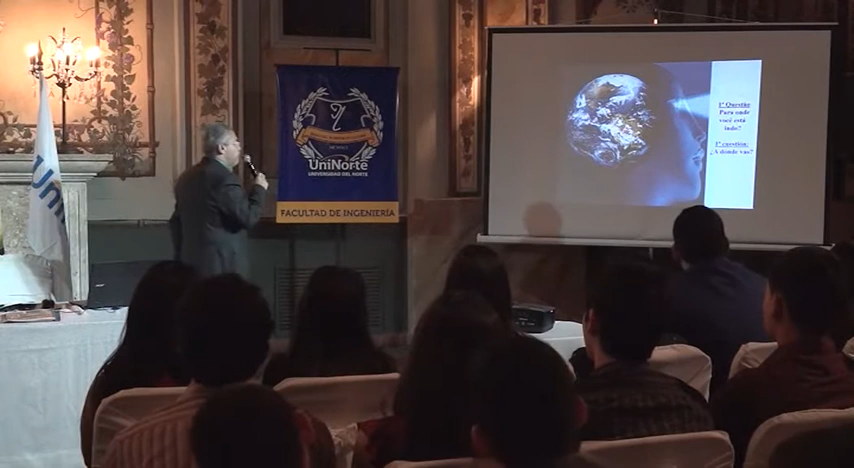 UniNorte
UNIVERSIDAD DEL NORTE
FACULTAD DE INGENIERÍA
1ª Questão
Para onde
você está
indo?
1ª cuestión:
¿A dónde vas?